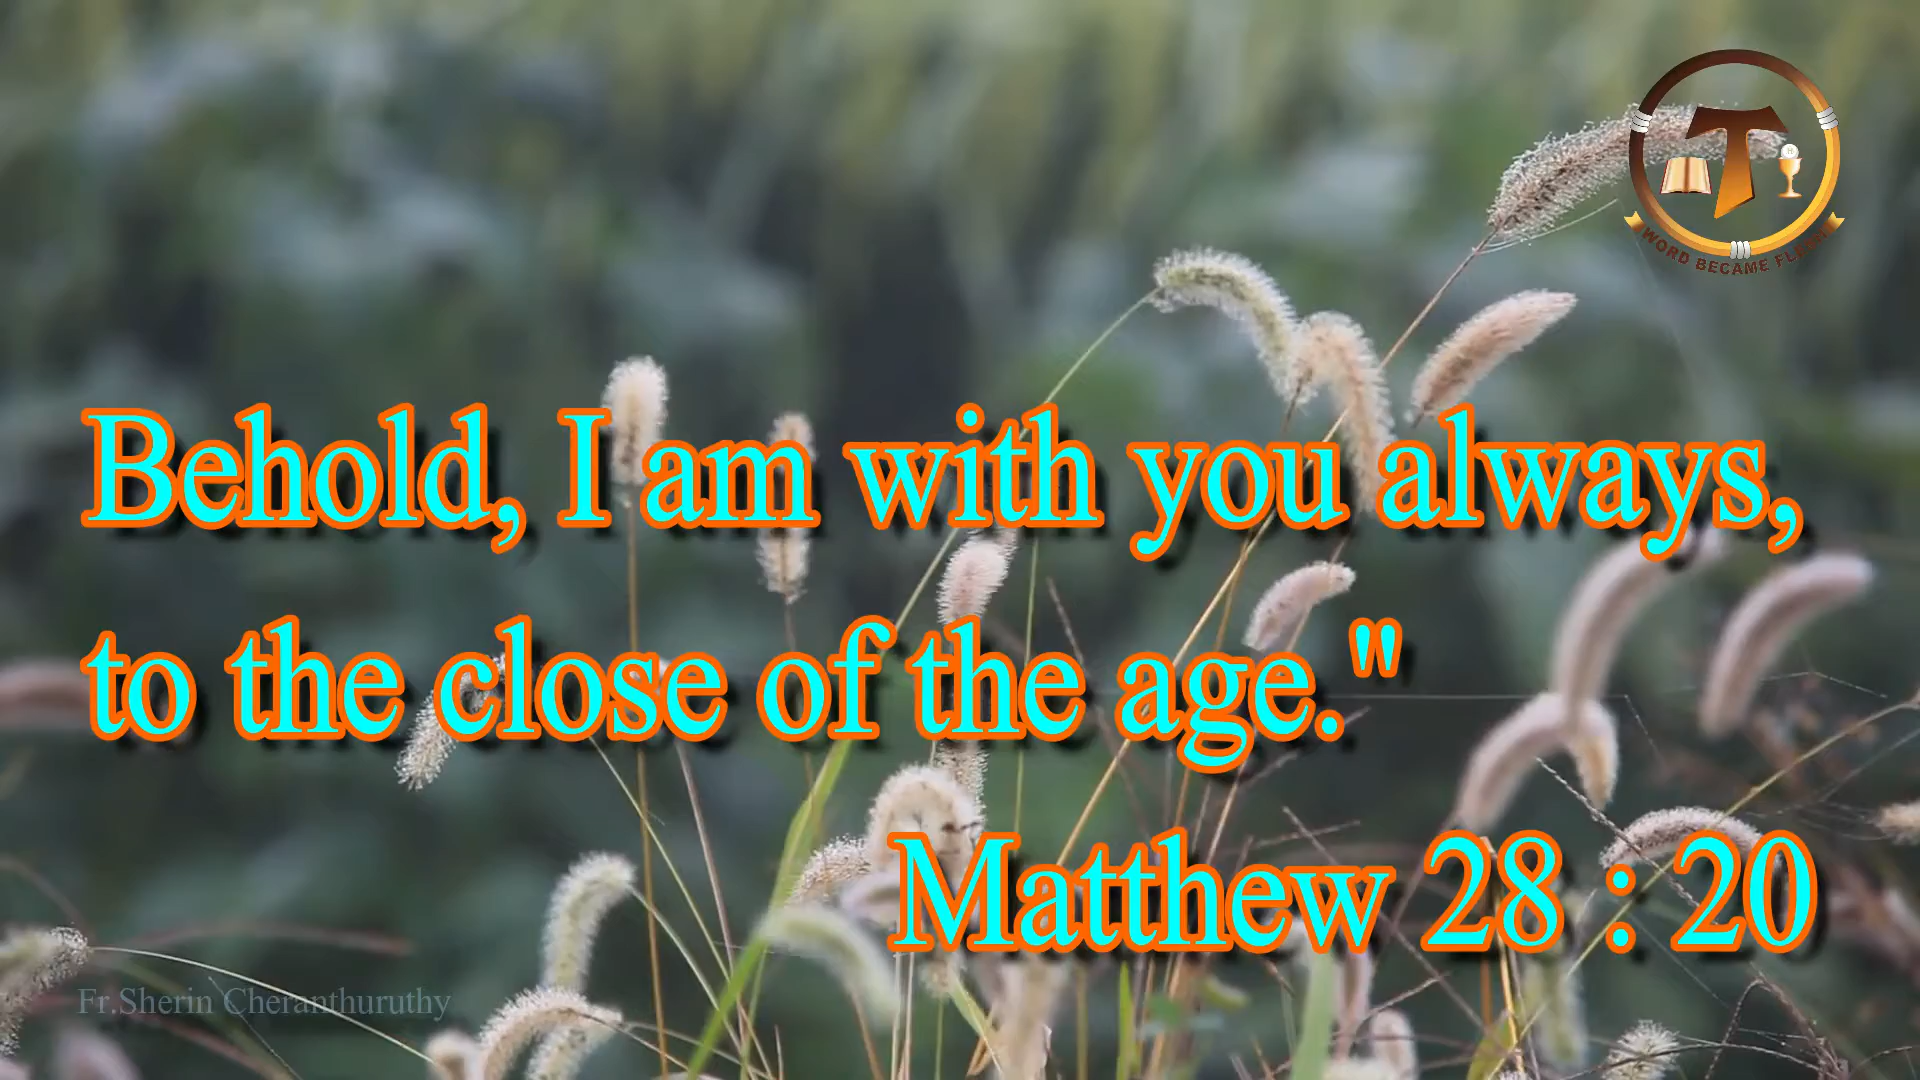 WORD BECAME FLESH
Behold, I am with you always,
to the close of the age."
Matthew 28 : 20
Fr.Sherin Cheranthuruthy